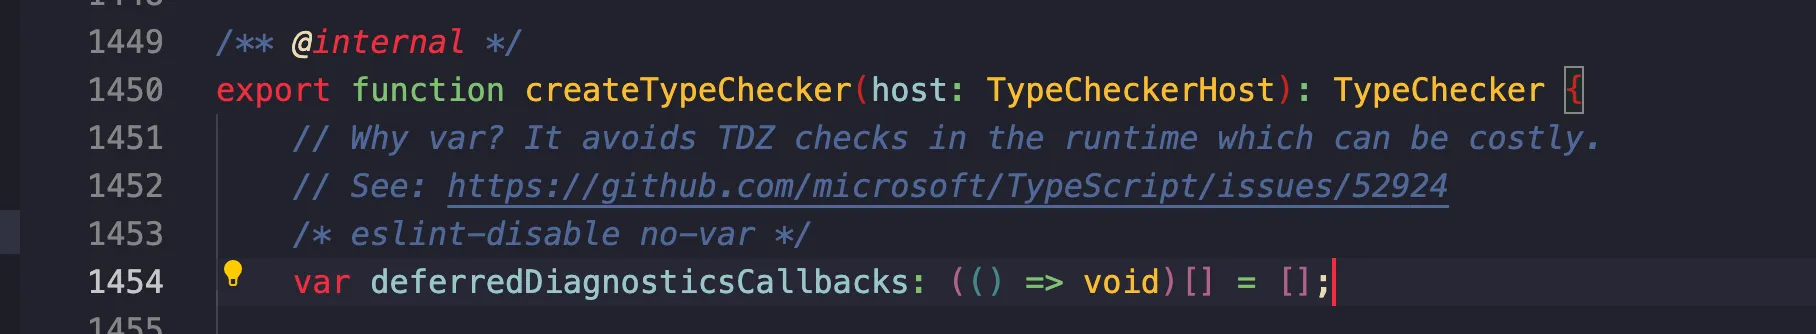 1448
1449 /** @internal */
1450 export function createTypeChecker(host: TypeCheckerHost): TypeChecker {
1451 // Why var? It avoids TDZ checks in the runtime which can be costly.
1452 // See: https://github.com/microsoft/TypeScript/issues/52924
1453 /* eslint-disable no-var */
1454 var deferredDiagnosticsCallbacks: (() => void)[] = [];
1455